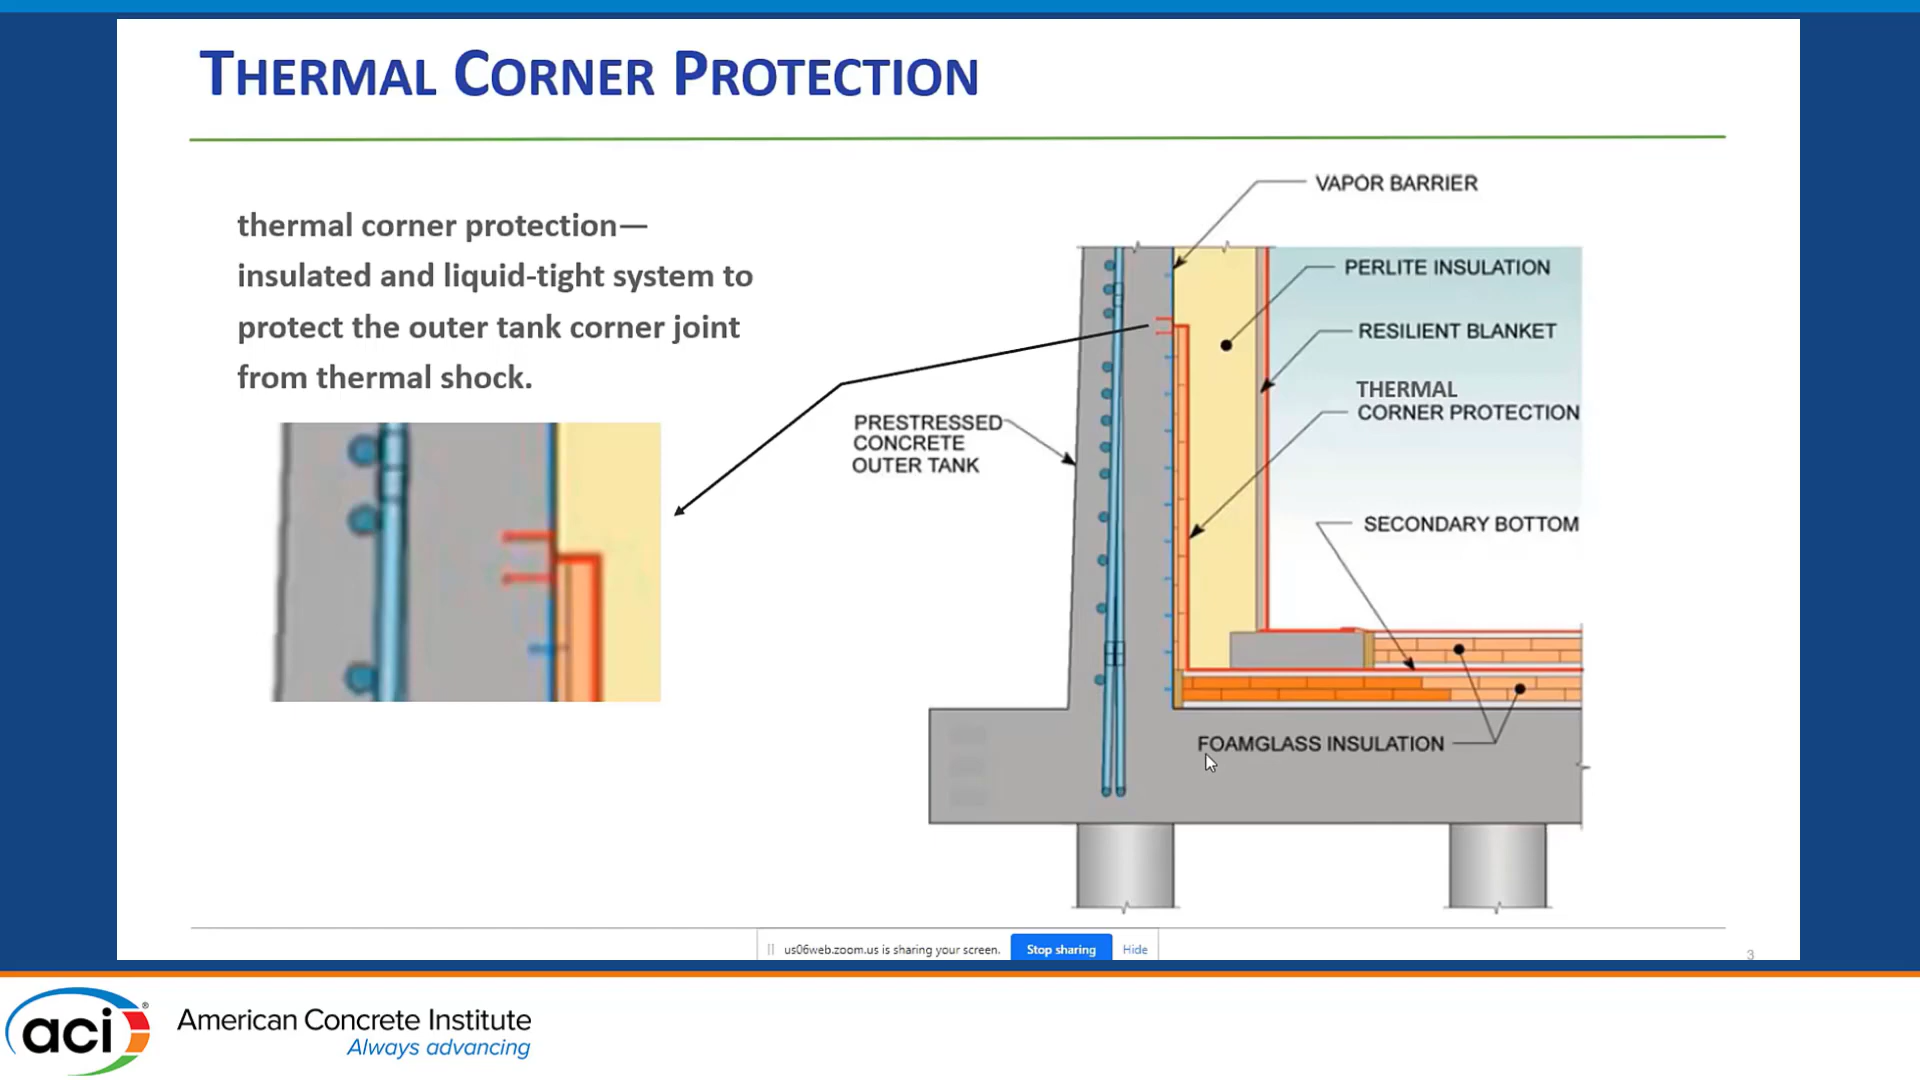 THERMAL CORNER PROTECTION
thermal corner protection—
insulated and liquid-tight system to
protect the outer tank corner joint
from thermal shock.
VAPOR BARRIER
PERLITE INSULATION
RESILIENT BLANKET
THERMAL
CORNER PROTECTION
PRESTRESSED
CONCRETE
OUTER TANK
SECONDARY BOTTOM
FOAMGLASS INSULATION
us06web.zoom.us is sharing your screen.
Stop sharing
Hide
3
aci®
American Concrete Institute
Always advancing